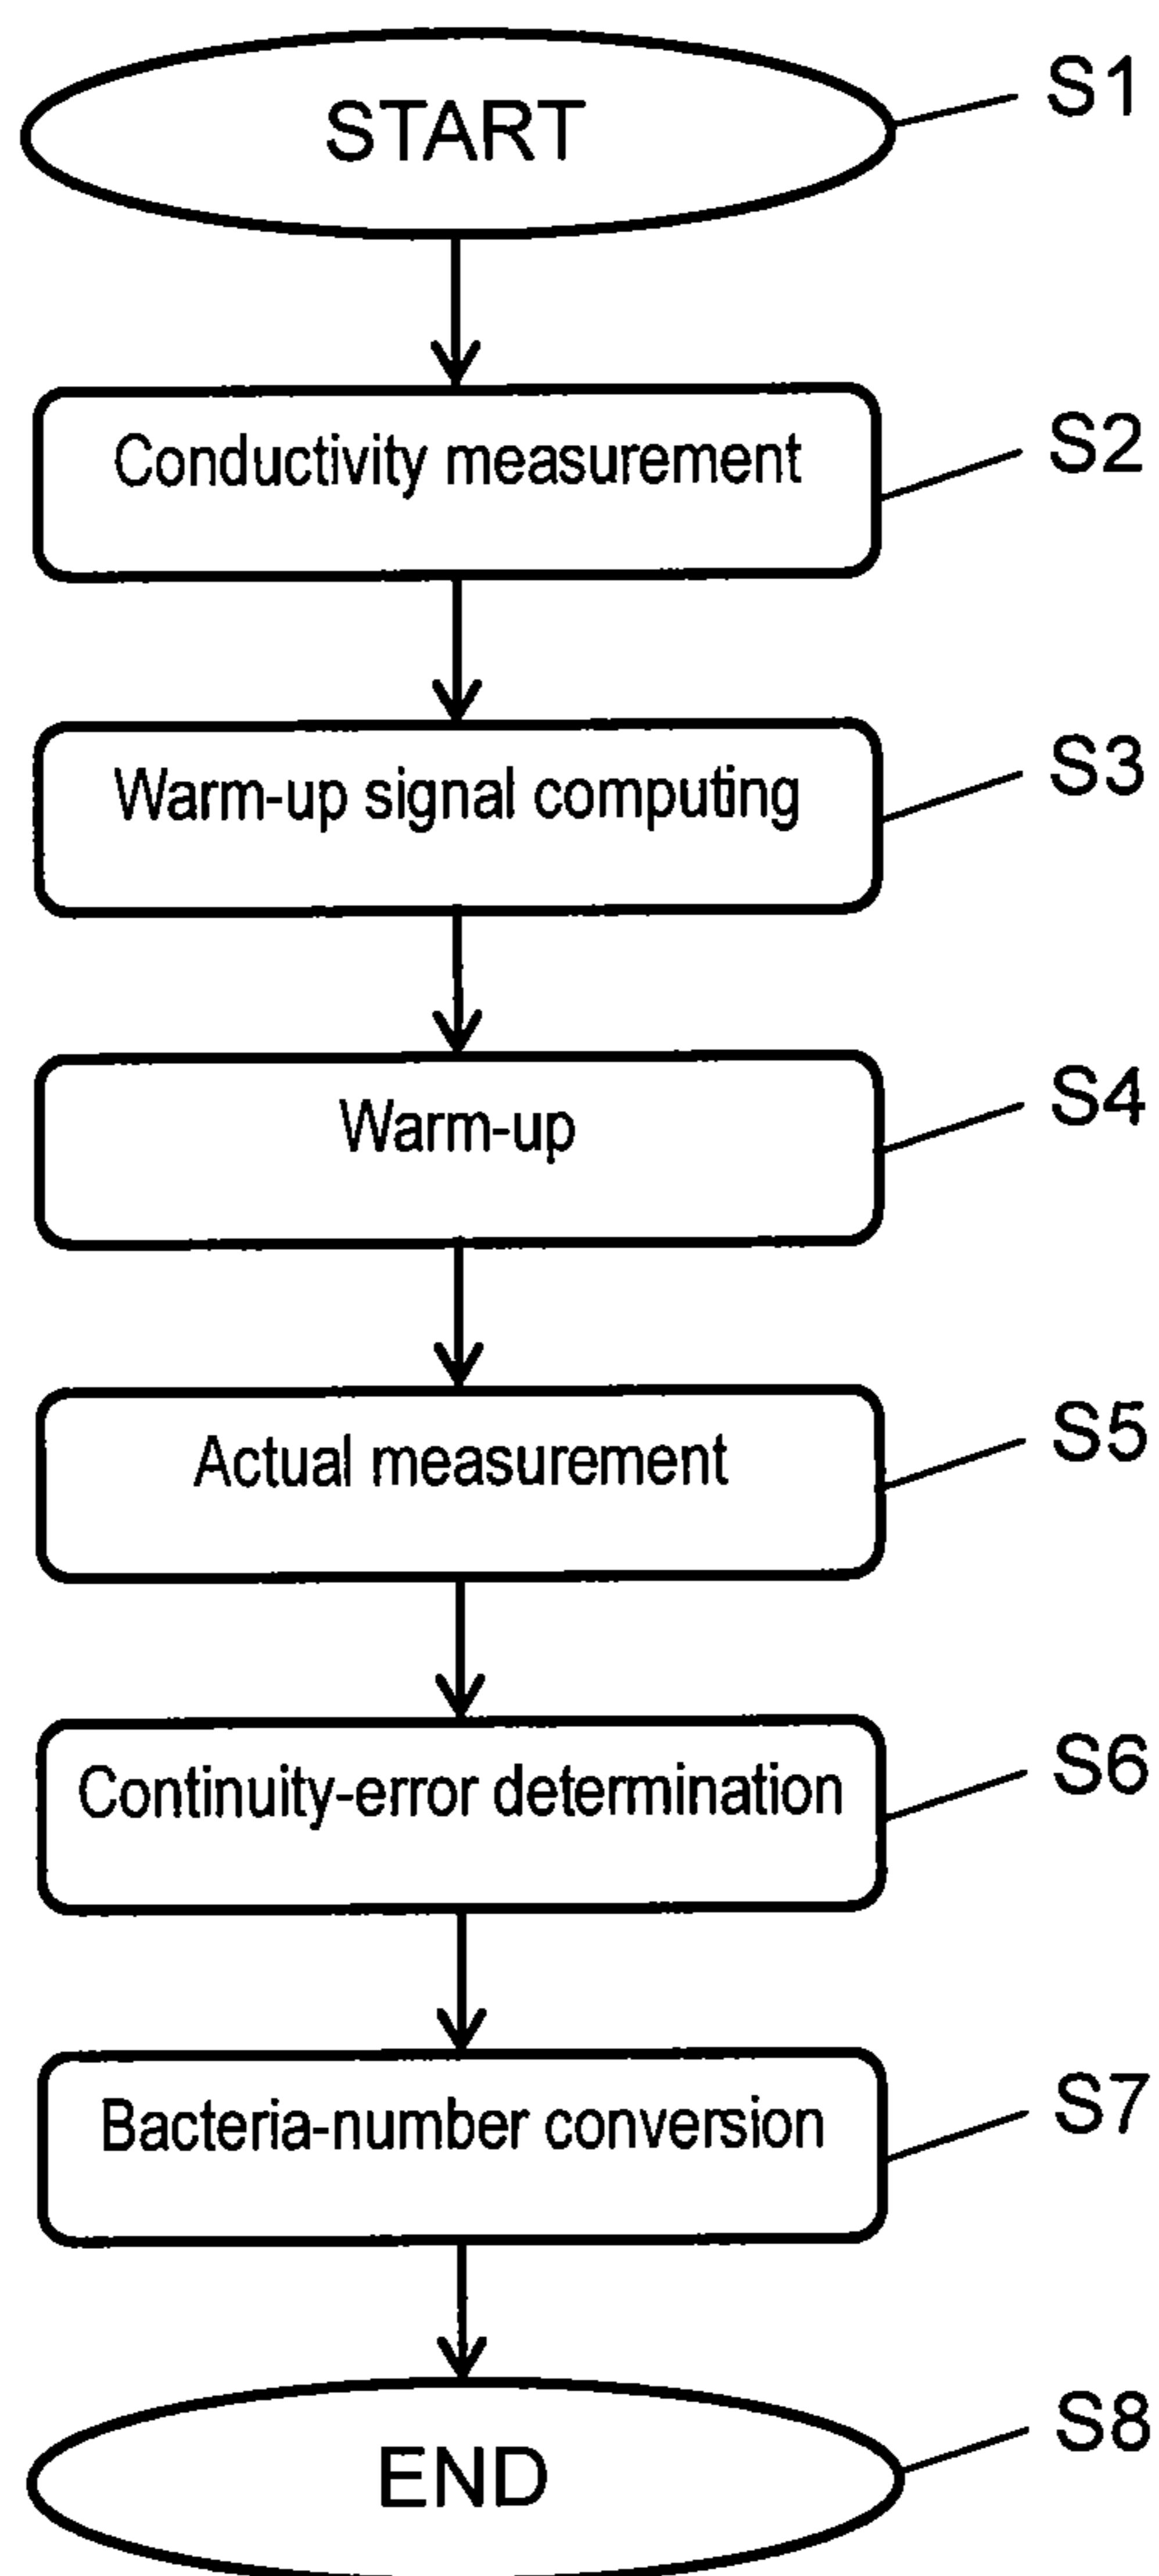 START
S1
Conductivity measurement
S2
Warm-up signal computing
S3
Warm-up
S4
Actual measurement
S5
Continuity-error determination
S6
Bacteria-number conversion
S7
END
S8